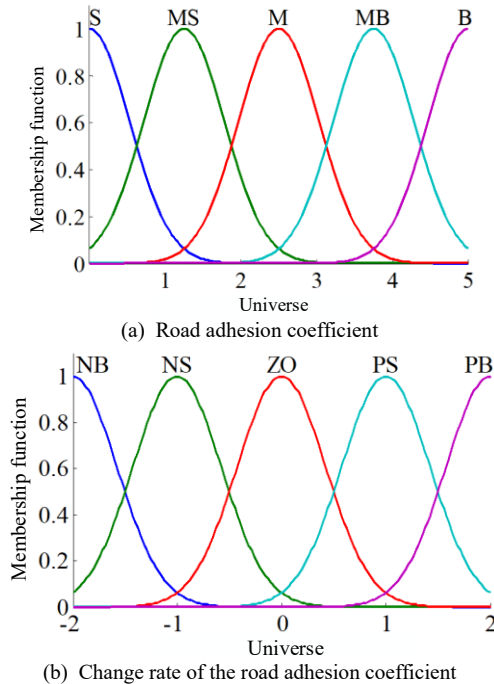 S MS M MB B
1
0.8
0.6
0.4
0.2
0
Membership function
1 2 3 4 5
Universe
(a) Road adhesion coefficient
NB NS ZO PS PB
1
0.8
0.6
0.4
0.2
0
Membership function
-2 -1 0 1 2
Universe
(b) Change rate of the road adhesion coefficient